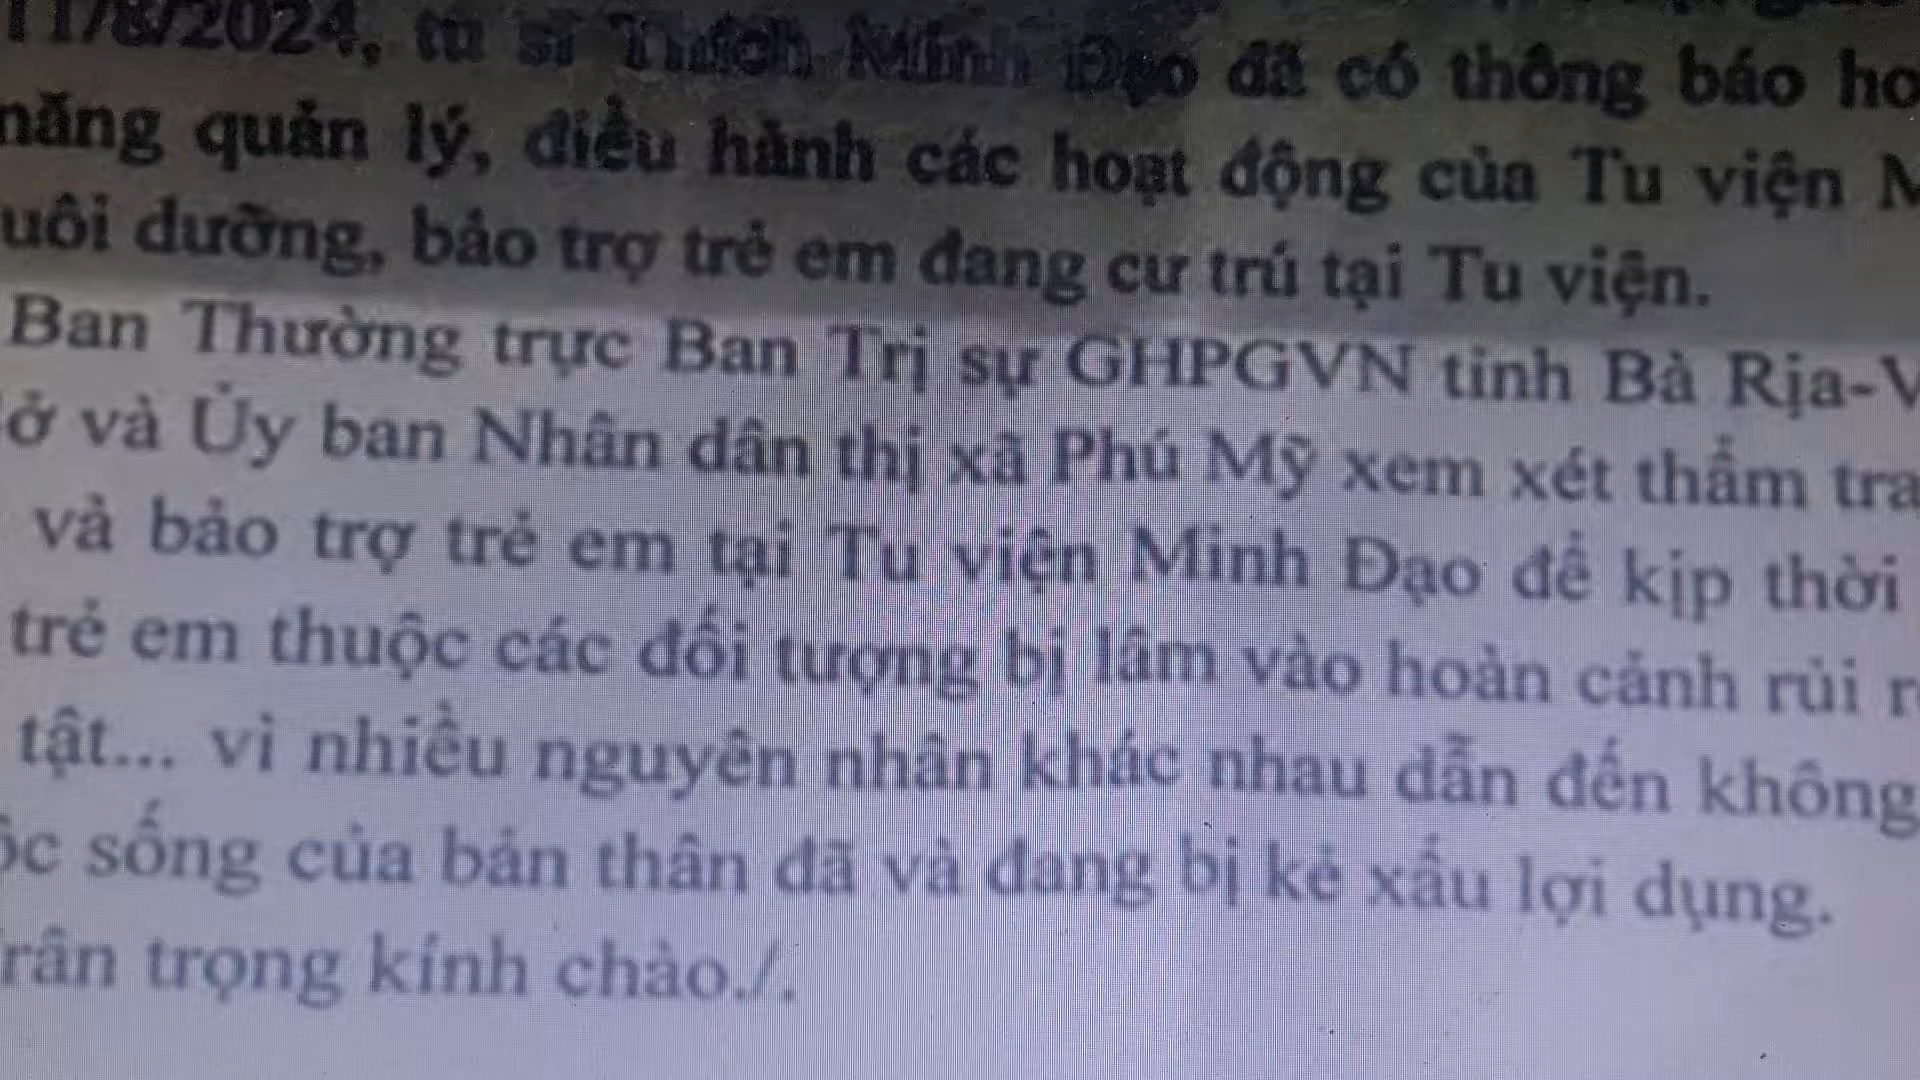 11/8/2024, tu sĩ Thích Minh Đạo đã có thông báo ho
năng quản lý, điều hành các hoạt động của Tu viện M
uôi dưỡng, bảo trợ trẻ em đang cư trú tại Tu viện.
Ban Thường trực Ban Trị sự GHPGVN tỉnh Bà Rịa-V
ở và Ủy ban Nhân dân thị xã Phú Mỹ xem xét thẩm tra
và bảo trợ trẻ em tại Tu viện Minh Đạo để kịp thời
trẻ em thuộc các đối tượng bị lâm vào hoàn cảnh rủi r
tật... vì nhiều nguyên nhân khác nhau dẫn đến không
ộc sống của bản thân đã và đang bị kẻ xấu lợi dụng.
rân trọng kính chào./.